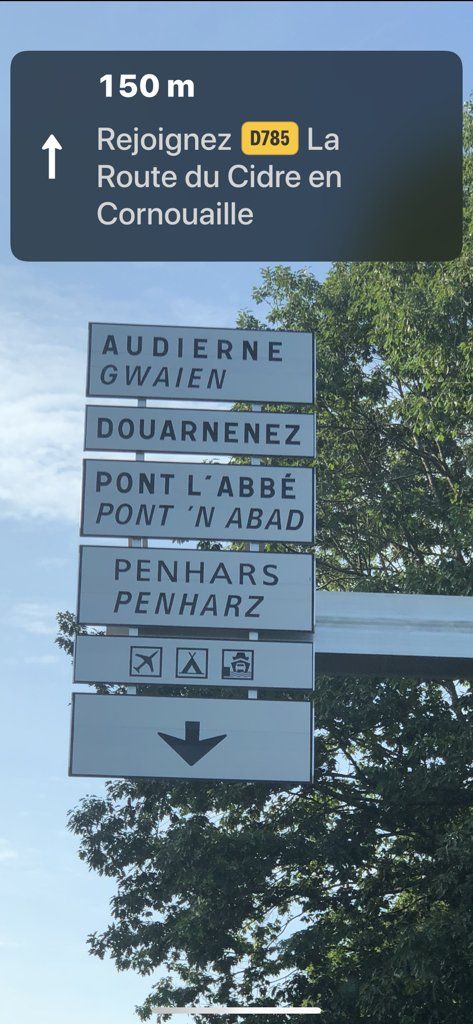 150 m
Rejoignez D785 La
Route du Cidre en
Cornouaille
AUDIERNE
GWAIEN
DOUARNENEZ
PONT L'ABBÉ
PONT 'N ABAD
PENHARS
PENHARZ